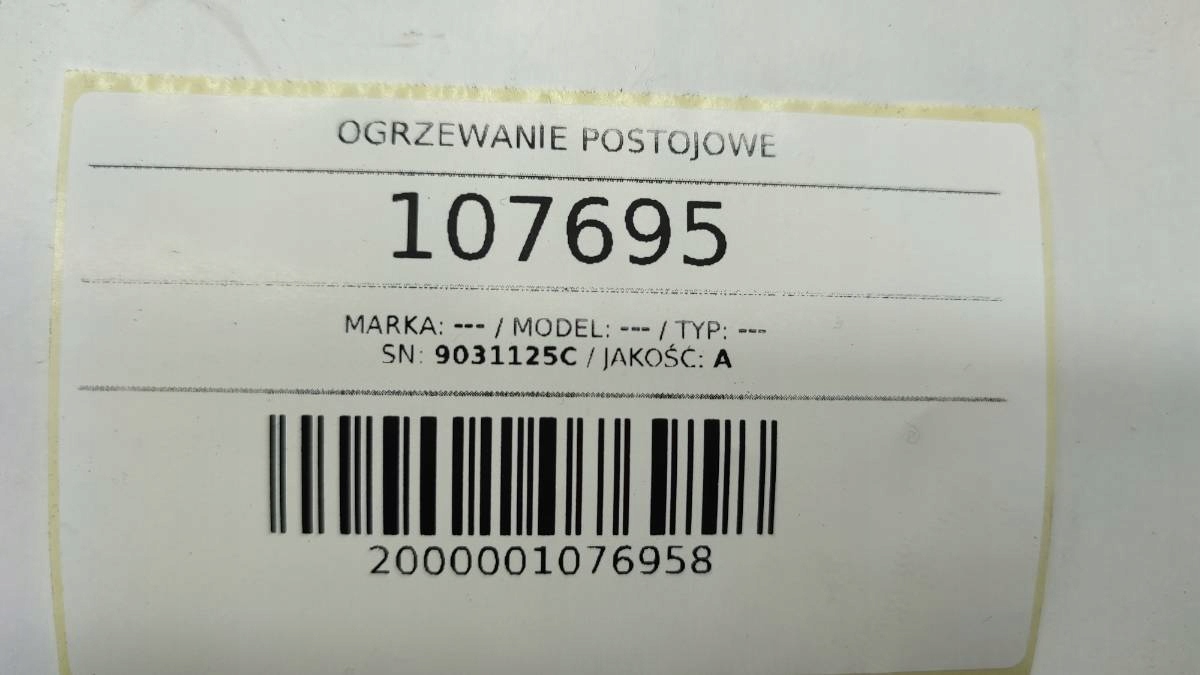 OGRZEWANIE POSTOJOWE
107695
MARKA: --- / MODEL: --- / TYP: ---
SN: 9031125C / JAKOŚĆ: A
2000001076958